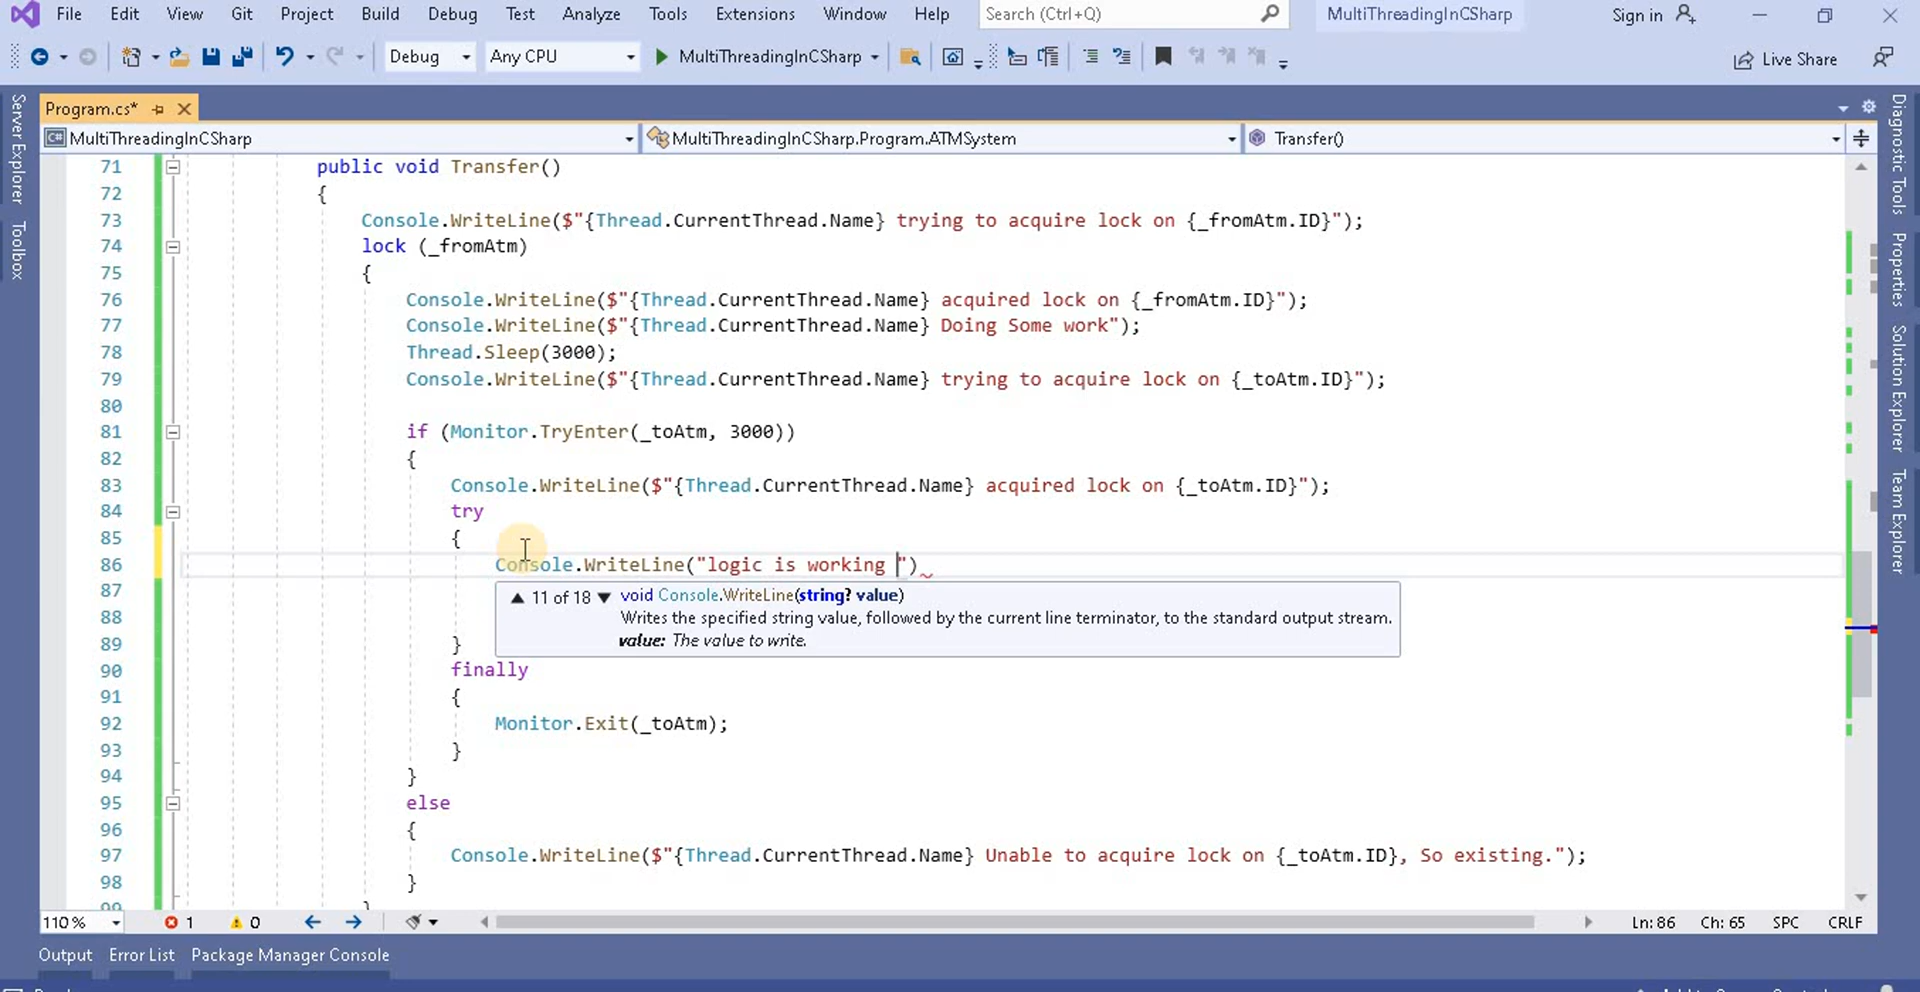 File Edit View Git Project Build Debug Test Analyze Tools Extensions Window Help Search (Ctrl+Q) MultiThreadingInCSharp Sign in
Debug Any CPU MultiThreadingInCSharp Live Share
Server Explorer
Toolbox
Program.cs*
C# MultiThreadingInCSharp MultiThreadingInCSharp.Program.ATMSystem Transfer()
71 public void Transfer()
72 {
73 Console.WriteLine($"{Thread.CurrentThread.Name} trying to acquire lock on {_fromAtm.ID}");
74 lock (_fromAtm)
75 {
76 Console.WriteLine($"{Thread.CurrentThread.Name} acquired lock on {_fromAtm.ID}");
77 Console.WriteLine($"{Thread.CurrentThread.Name} Doing Some work");
78 Thread.Sleep(3000);
79 Console.WriteLine($"{Thread.CurrentThread.Name} trying to acquire lock on {_toAtm.ID}");
80
81 if (Monitor.TryEnter(_toAtm, 3000))
82 {
83 Console.WriteLine($"{Thread.CurrentThread.Name} acquired lock on {_toAtm.ID}");
84 try
85 {
86 Console.WriteLine("logic is working ")
87 ▲ 11 of 18 ▼ void Console.WriteLine(string? value)
88 Writes the specified string value, followed by the current line terminator, to the standard output stream.
value: The value to write.
89 }
90 finally
91 {
92 Monitor.Exit(_toAtm);
93 }
94 }
95 else
96 {
97 Console.WriteLine($"{Thread.CurrentThread.Name} Unable to acquire lock on {_toAtm.ID}, So existing.");
98 }
Diagnostic Tools
Properties
Solution Explorer
Team Explorer
110 % 1 0 Ln: 86 Ch: 65 SPC CRLF
Output Error List Package Manager Console